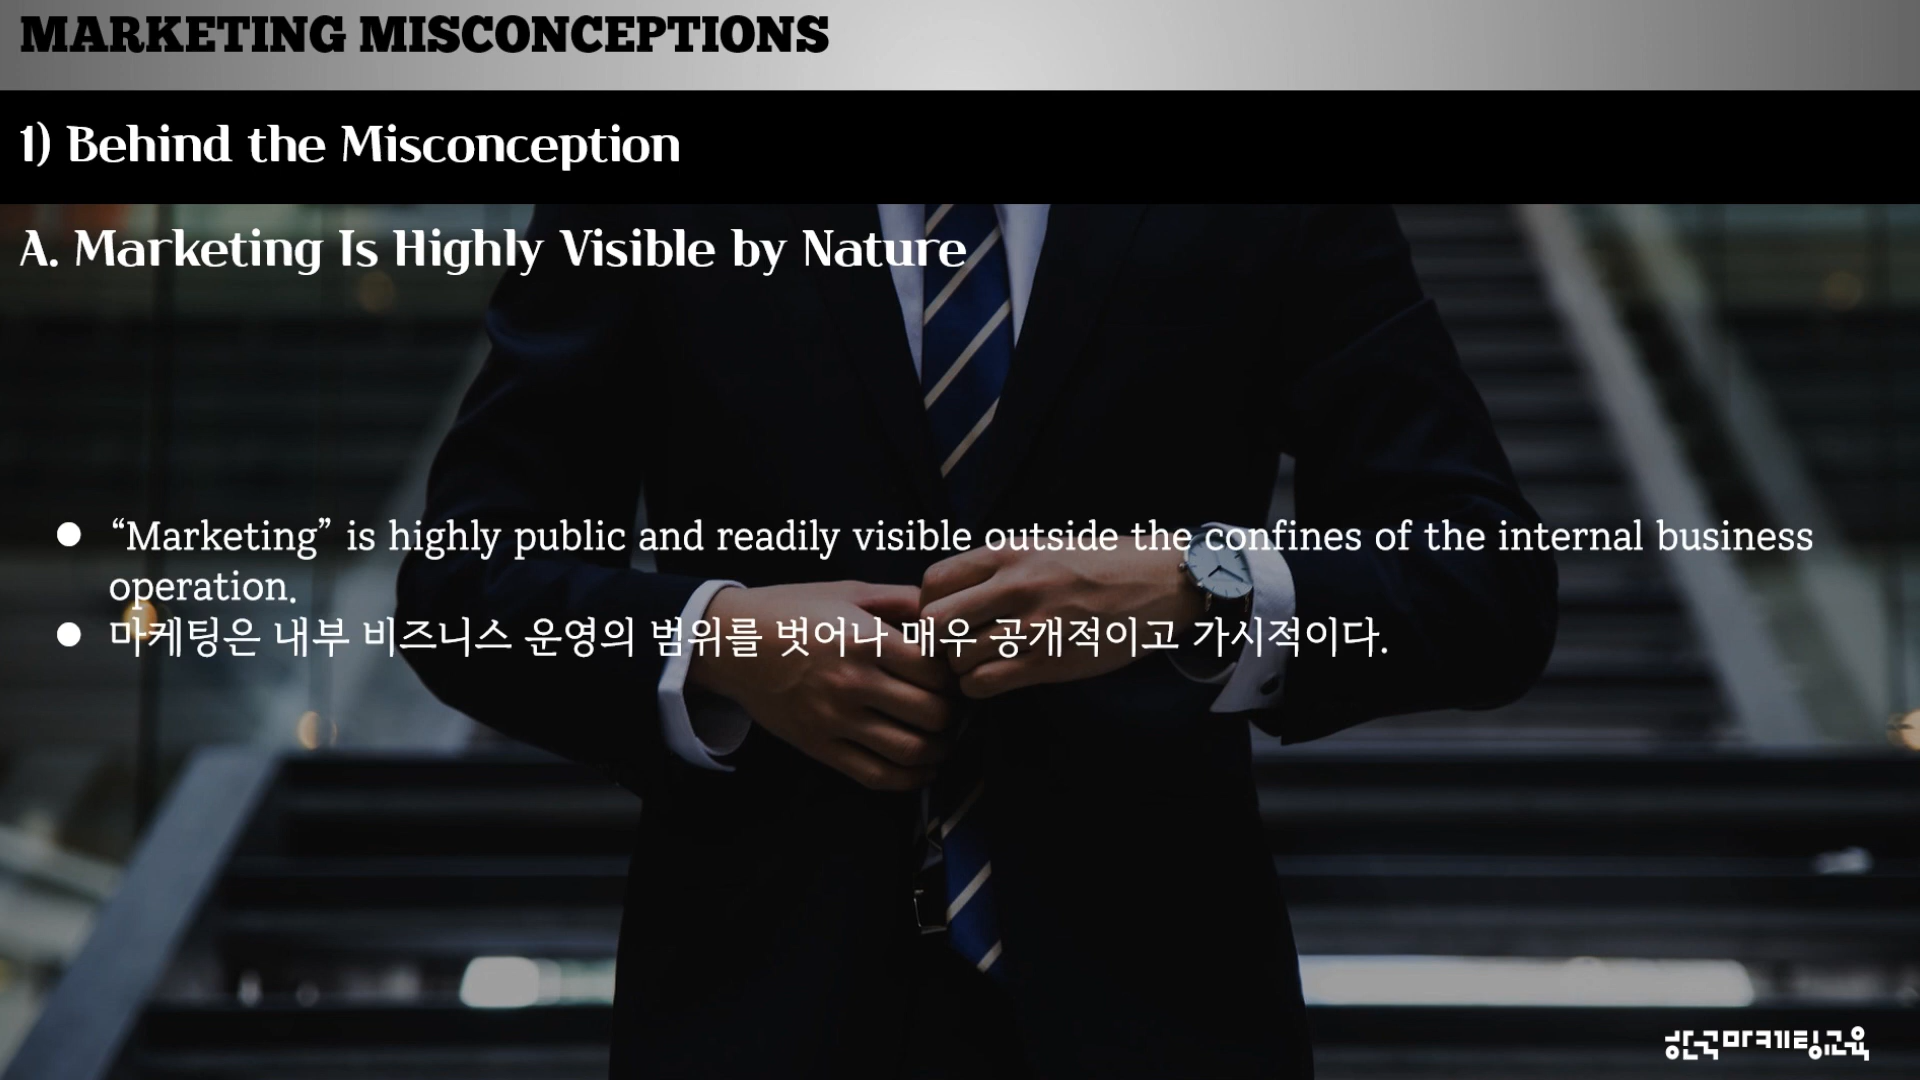 MARKETING MISCONCEPTIONS
1) Behind the Misconception
A. Marketing Is Highly Visible by Nature
● “Marketing” is highly public and readily visible outside the confines of the internal business
operation.
● 마케팅은 내부 비즈니스 운영의 범위를 벗어나 매우 공개적이고 가시적이다.
한국마케팅교육